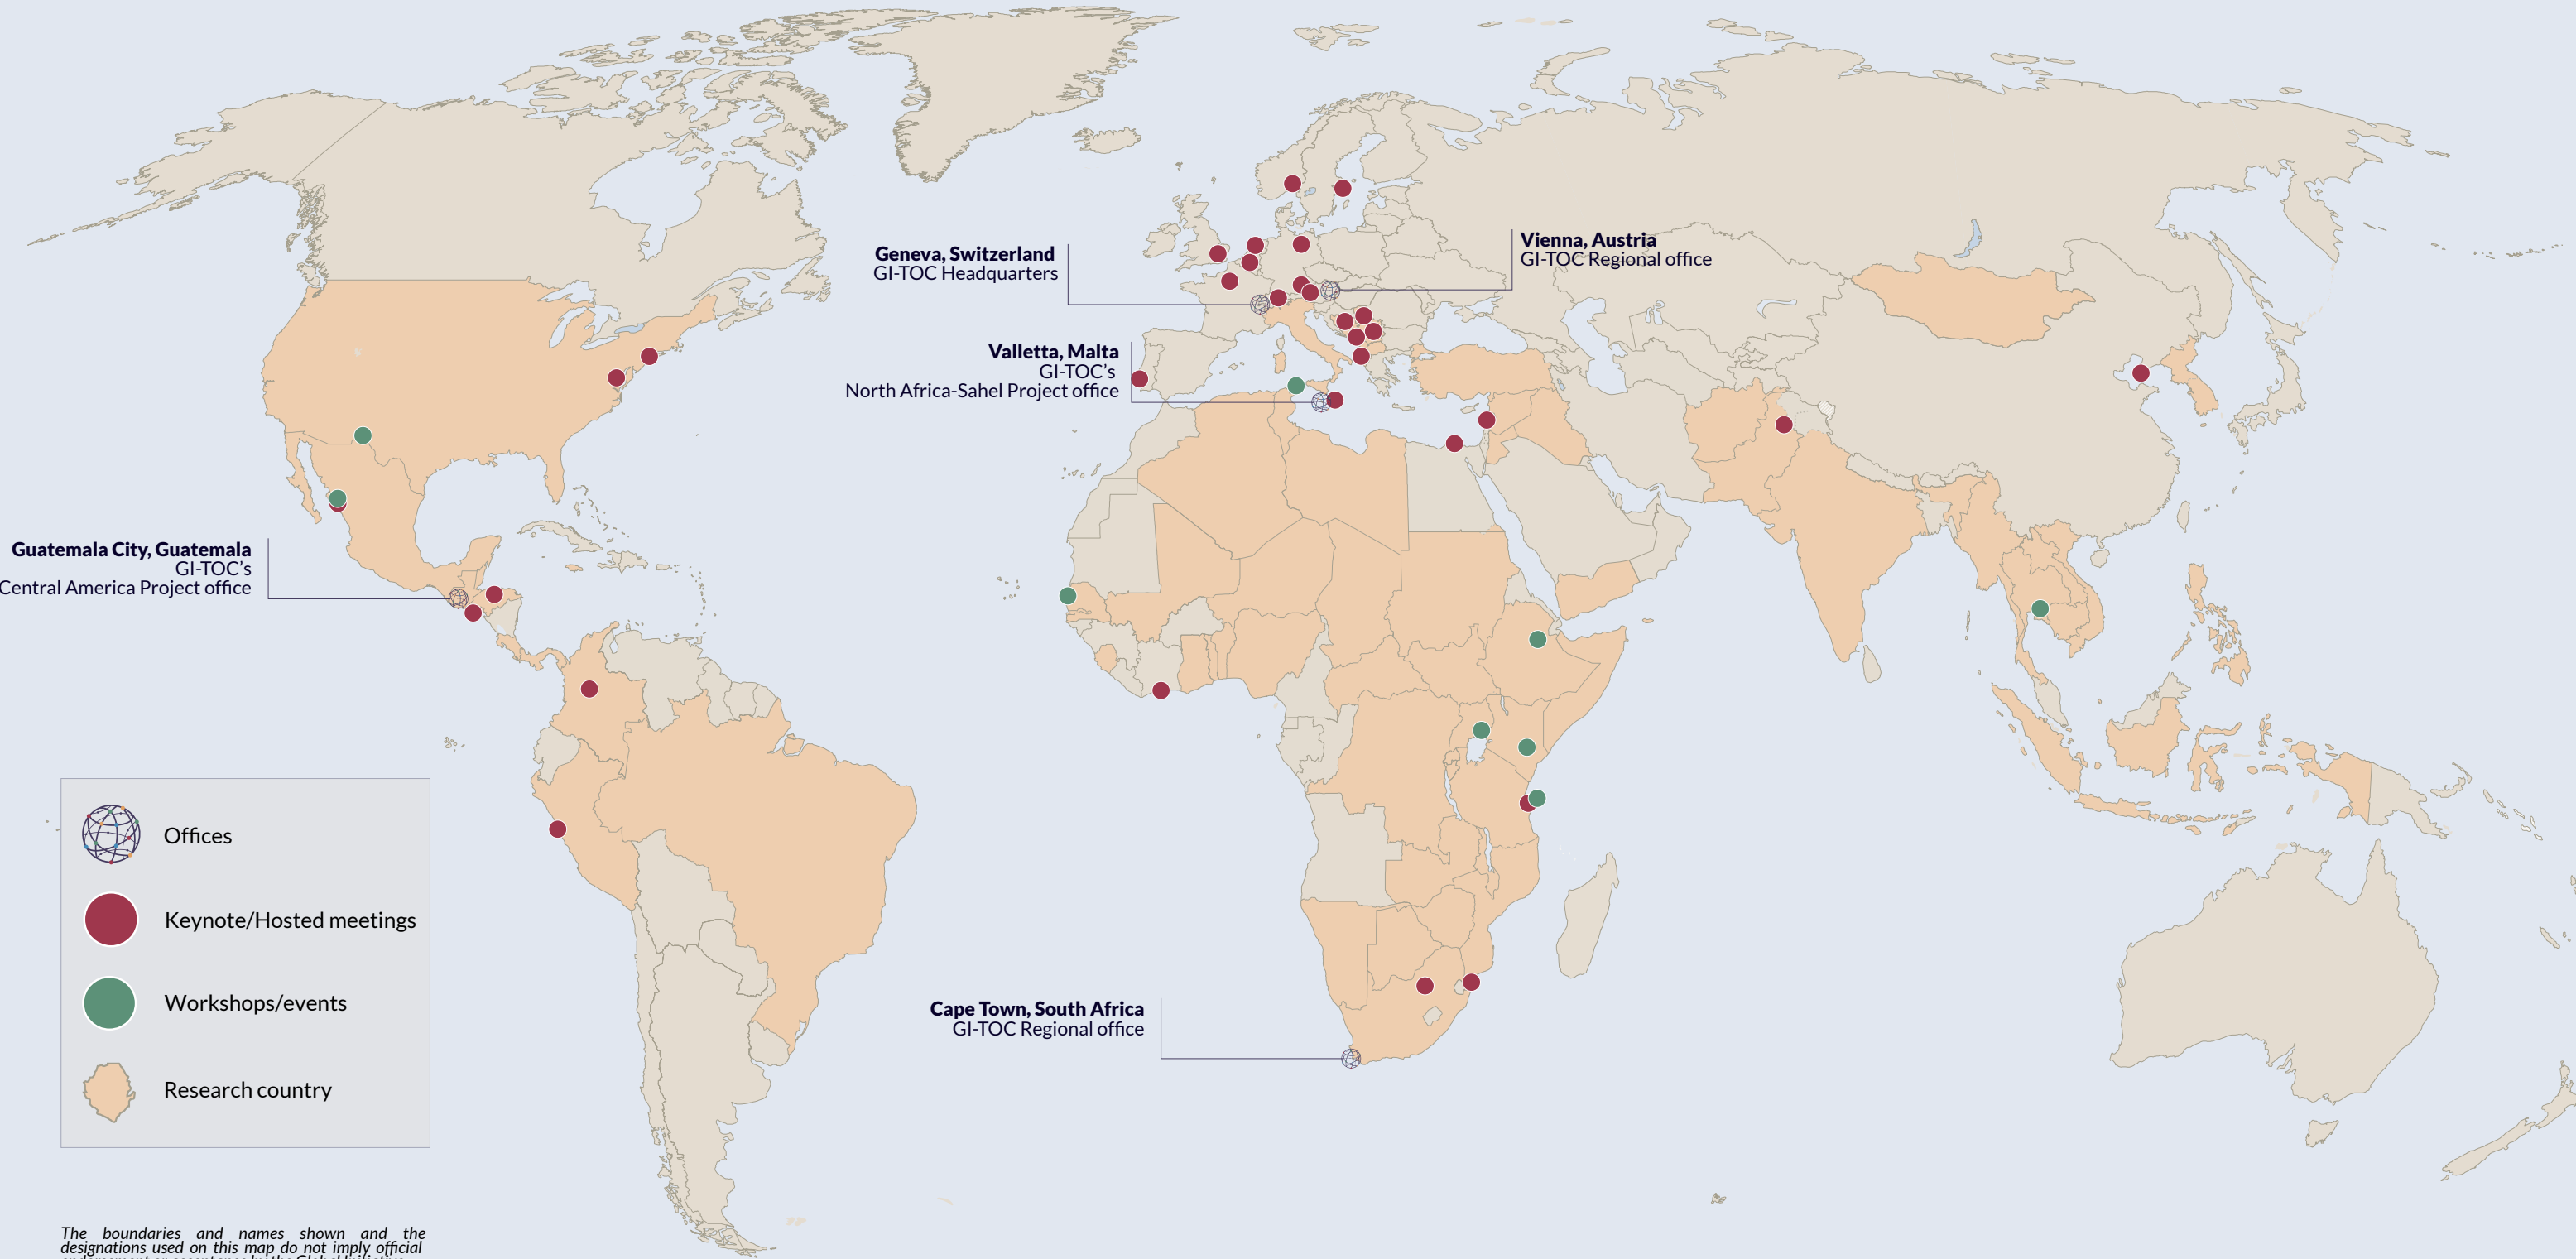 Geneva, Switzerland
GI-TOC Headquarters
Vienna, Austria
GI-TOC Regional office
Valletta, Malta
GI-TOC’s
North Africa-Sahel Project office
Guatemala City, Guatemala
GI-TOC’s
Central America Project office
Cape Town, South Africa
GI-TOC Regional office
Offices
Keynote/Hosted meetings
Workshops/events
Research country
The boundaries and names shown and the
designations used on this map do not imply official